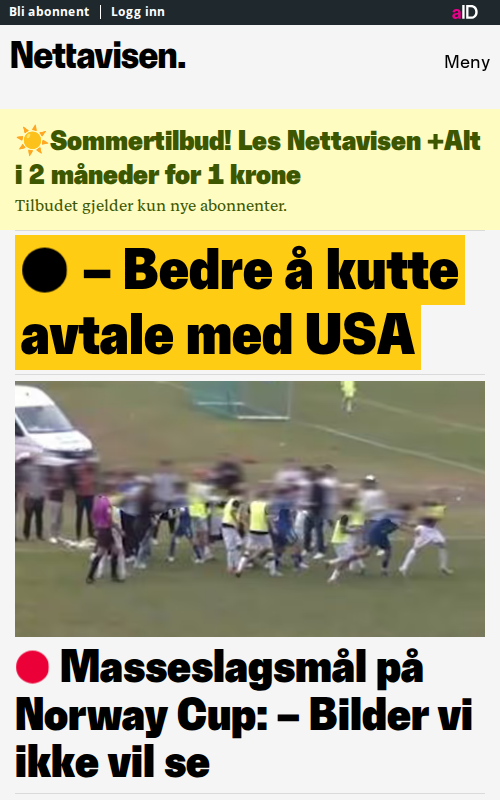 Bli abonnent | Logg inn
aID
Nettavisen.
Meny
☀️Sommertilbud! Les Nettavisen +Alt
i 2 måneder for 1 krone
Tilbudet gjelder kun nye abonnenter.
⚫ – Bedre å kutte
avtale med USA
🔴 Masseslagsmål på
Norway Cup: – Bilder vi
ikke vil se